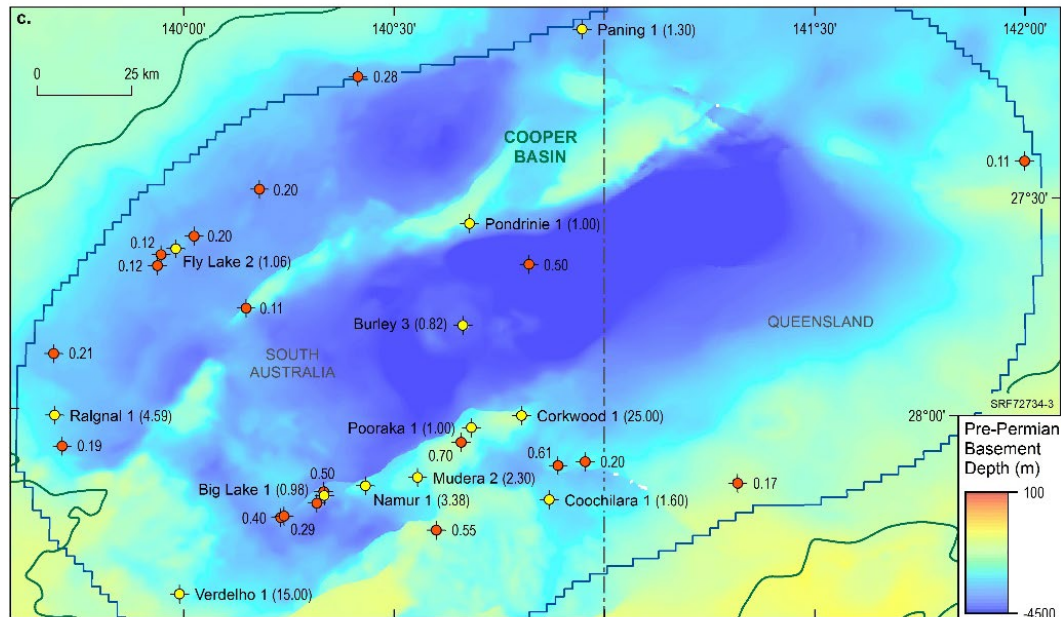 c.
140°00'
140°30'
Paning 1 (1.30)
141°30'
142°00'
0
25 km
0.28
COOPER
BASIN
0.11
0.20
27°30'
Pondrinie 1 (1.00)
0.20
0.12
Fly Lake 2 (1.06)
0.12
0.50
0.11
Burley 3 (0.82)
QUEENSLAND
0.21
SOUTH
AUSTRALIA
SRF72734-3
Ralgnal 1 (4.59)
Corkwood 1 (25.00)
28°00'
Pooraka 1 (1.00)
0.19
0.70
0.61
0.20
0.50
Mudera 2 (2.30)
0.17
Big Lake 1 (0.98)
Namur 1 (3.38)
Coochilara 1 (1.60)
0.40
0.29
0.55
Verdelho 1 (15.00)
Pre-Permian
Basement
Depth (m)
100
-4500